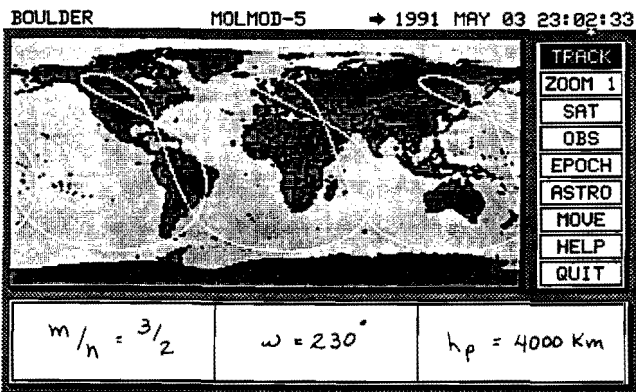 BOULDER MOLMOD-5 → 1991 MAY 03 23:02:33
TRACK
ZOOM 1
SAT
OBS
EPOCH
ASTRO
MOVE
HELP
QUIT
m/n = 3/2 ω = 230° hp = 4000 Km